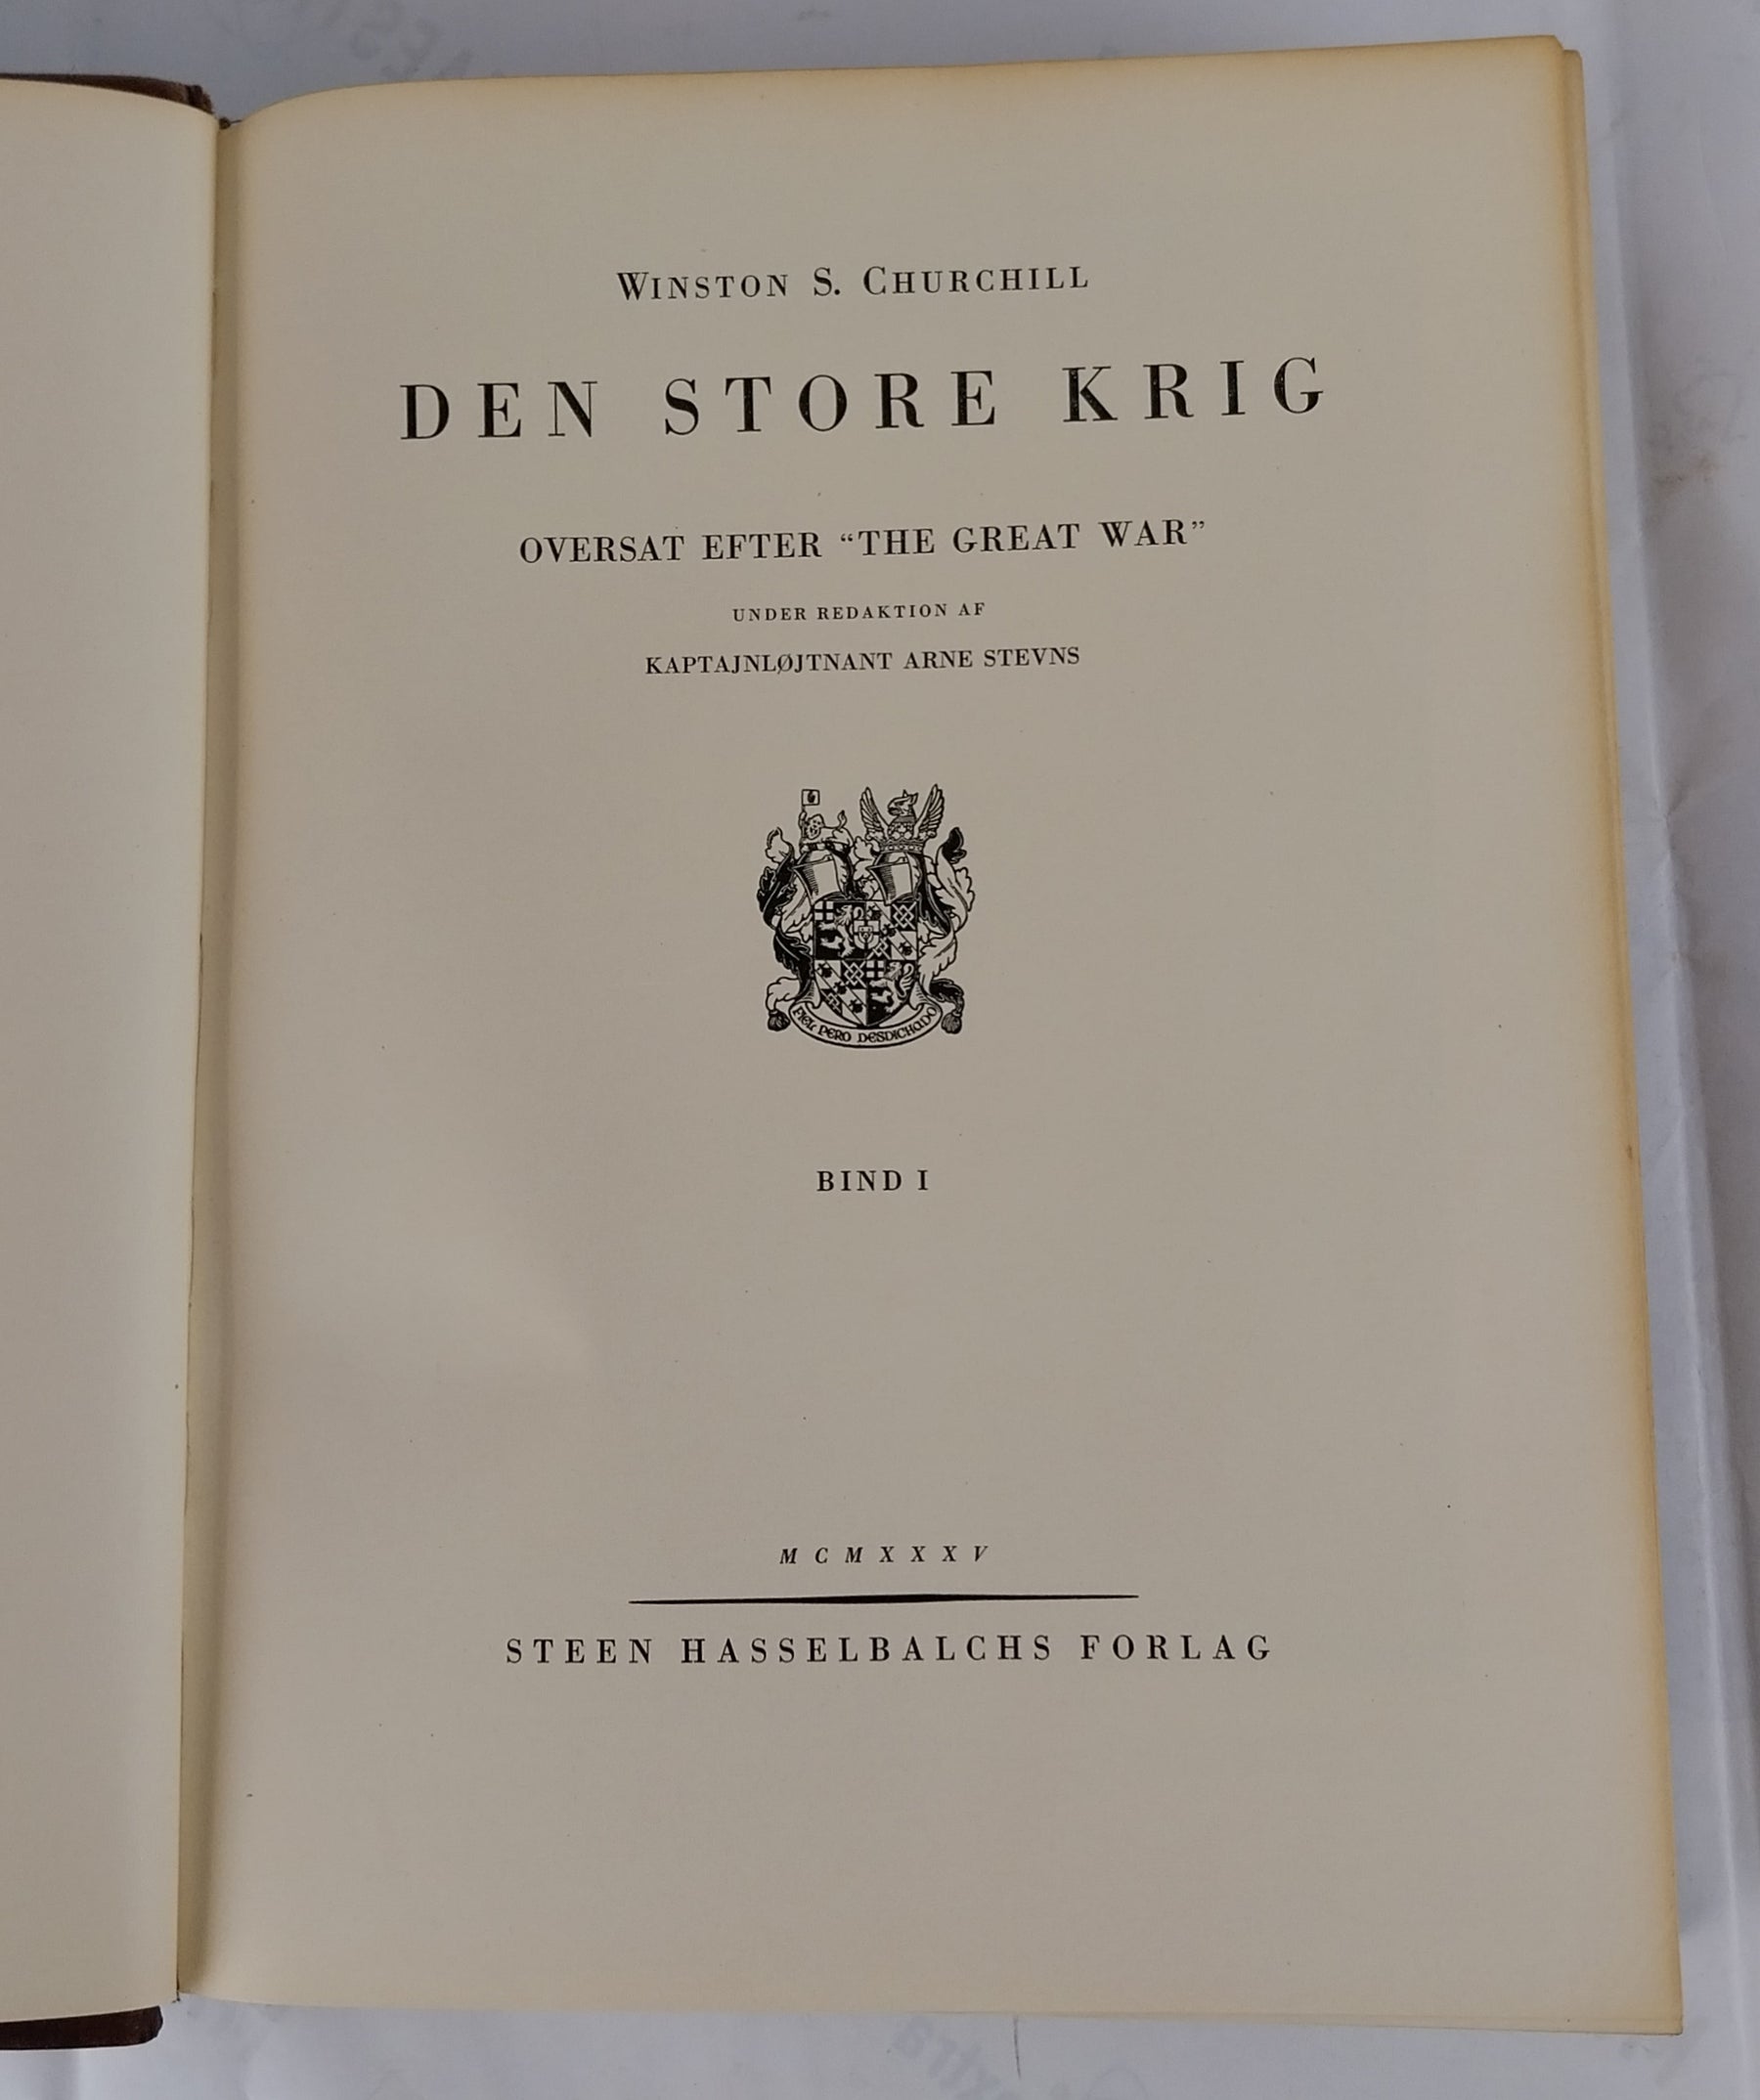 WINSTON S. CHURCHILL
DEN STORE KRIG
OVERSAT EFTER “THE GREAT WAR”
UNDER REDAKTION AF
KAPTAJNLØJTNANT ARNE STEVNS
FIEL PERO DESDICHADO
BIND I
MCMXXXV
STEEN HASSELBALCHS FORLAG